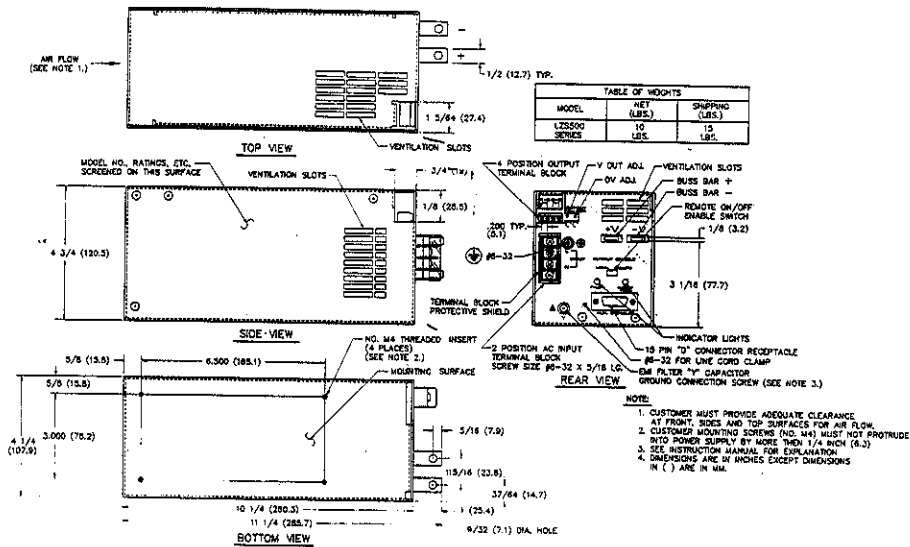 AIR FLOW
(SEE NOTE 1.)
-
+
1/2 (12.7) TYP.
1 5/64 (27.4)
VENTILATION SLOTS
TOP VIEW
TABLE OF WEIGHTS
MODEL
NET
(LBS.)
SHIPPING
(LBS.)
LZS500
SERIES
10
LBS.
15
LBS.
MODEL NO., RATINGS, ETC,
SCREENED ON THIS SURFACE
VENTILATION SLOTS
3/4
1/8 (28.5)
4 3/4 (120.5)
SIDE VIEW
4 POSITION OUTPUT
TERMINAL BLOCK
V OUT ADJ.
OV ADJ.
VENTILATION SLOTS
BUSS BAR +
BUSS BAR -
REMOTE ON/OFF
ENABLE SWITCH
1/8 (3.2)
.200 TYP.
(5.1)
#6-32
+V
-V
3 1/16 (77.7)
TERMINAL BLOCK
PROTECTIVE SHIELD
INDICATOR LIGHTS
15 PIN "D" CONNECTOR RECEPTACLE
#6-32 FOR LINE CORD CLAMP
EMI FILTER "Y" CAPACITOR
GROUND CONNECTION SCREW (SEE NOTE 3.)
2 POSITION AC INPUT
TERMINAL BLOCK
SCREW SIZE #6-32 X 5/16 LG.
REAR VIEW
5/8 (15.5)
6.500 (165.1)
NO. M4 THREADED INSERT
(4 PLACES)
(SEE NOTE 2.)
MOUNTING SURFACE
5/8 (15.8)
4 1/4
(107.9)
3.000 (76.2)
5/16 (7.9)
115/16 (23.8)
37/64 (14.7)
(25.4)
10 1/4 (260.3)
11 1/4 (285.7)
9/32 (7.1) DIA. HOLE
BOTTOM VIEW
NOTE:
1. CUSTOMER MUST PROVIDE ADEQUATE CLEARANCE
AT FRONT, SIDES AND TOP SURFACES FOR AIR FLOW.
2. CUSTOMER MOUNTING SCREWS (NO. M4) MUST NOT PROTRUDE
INTO POWER SUPPLY BY MORE THEN 1/4 INCH (6.3)
3. SEE INSTRUCTION MANUAL FOR EXPLANATION
4. DIMENSIONS ARE IN INCHES EXCEPT DIMENSIONS
IN ( ) ARE IN MM.